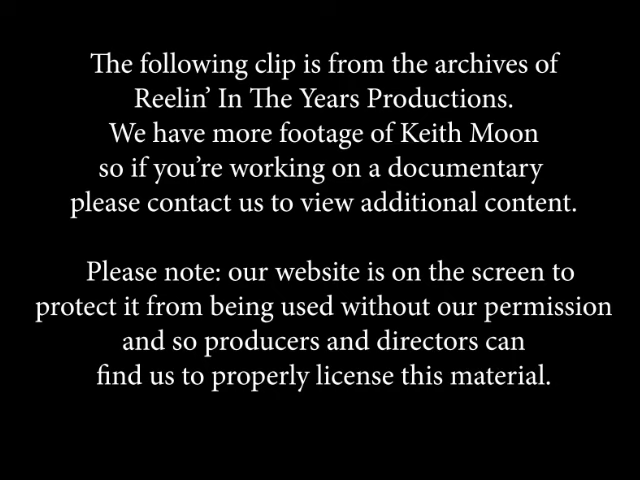 The following clip is from the archives of
Reelin’ In The Years Productions.
We have more footage of Keith Moon
so if you’re working on a documentary
please contact us to view additional content.
Please note: our website is on the screen to
protect it from being used without our permission
and so producers and directors can
find us to properly license this material.